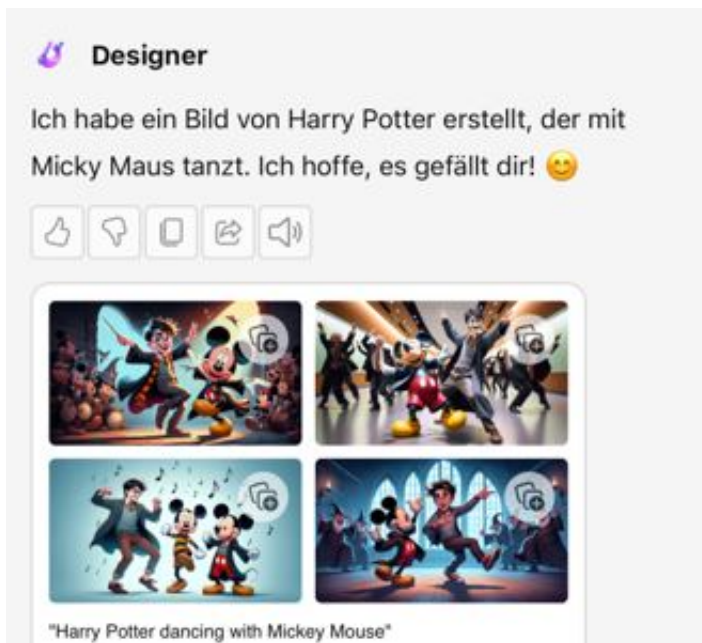 Designer
Ich habe ein Bild von Harry Potter erstellt, der mit
Micky Maus tanzt. Ich hoffe, es gefällt dir! 😊
"Harry Potter dancing with Mickey Mouse"